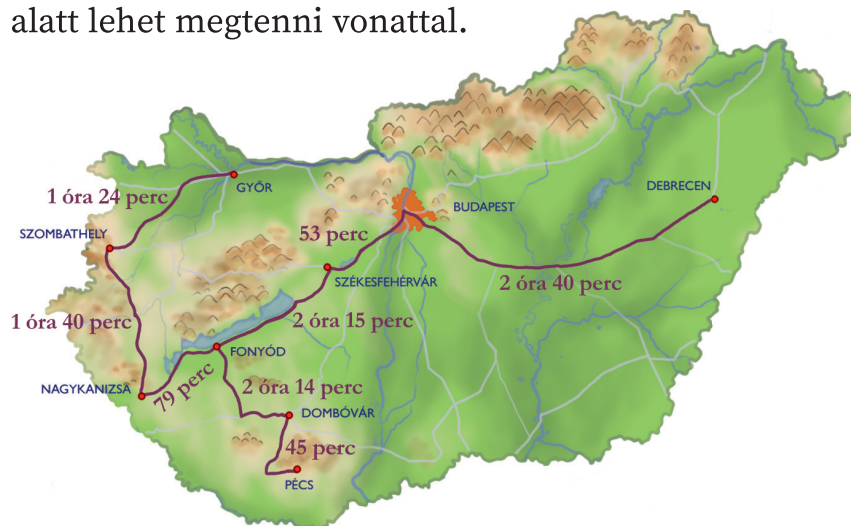 alatt lehet megtenni vonattal.
GYŐR
1 óra 24 perc
DEBRECEN
BUDAPEST
SZOMBATHELY
53 perc
SZÉKESFEHÉRVÁR
2 óra 40 perc
1 óra 40 perc
2 óra 15 perc
FONYÓD
NAGYKANIZSA
79 perc
2 óra 14 perc
DOMBÓVÁR
45 perc
PÉCS